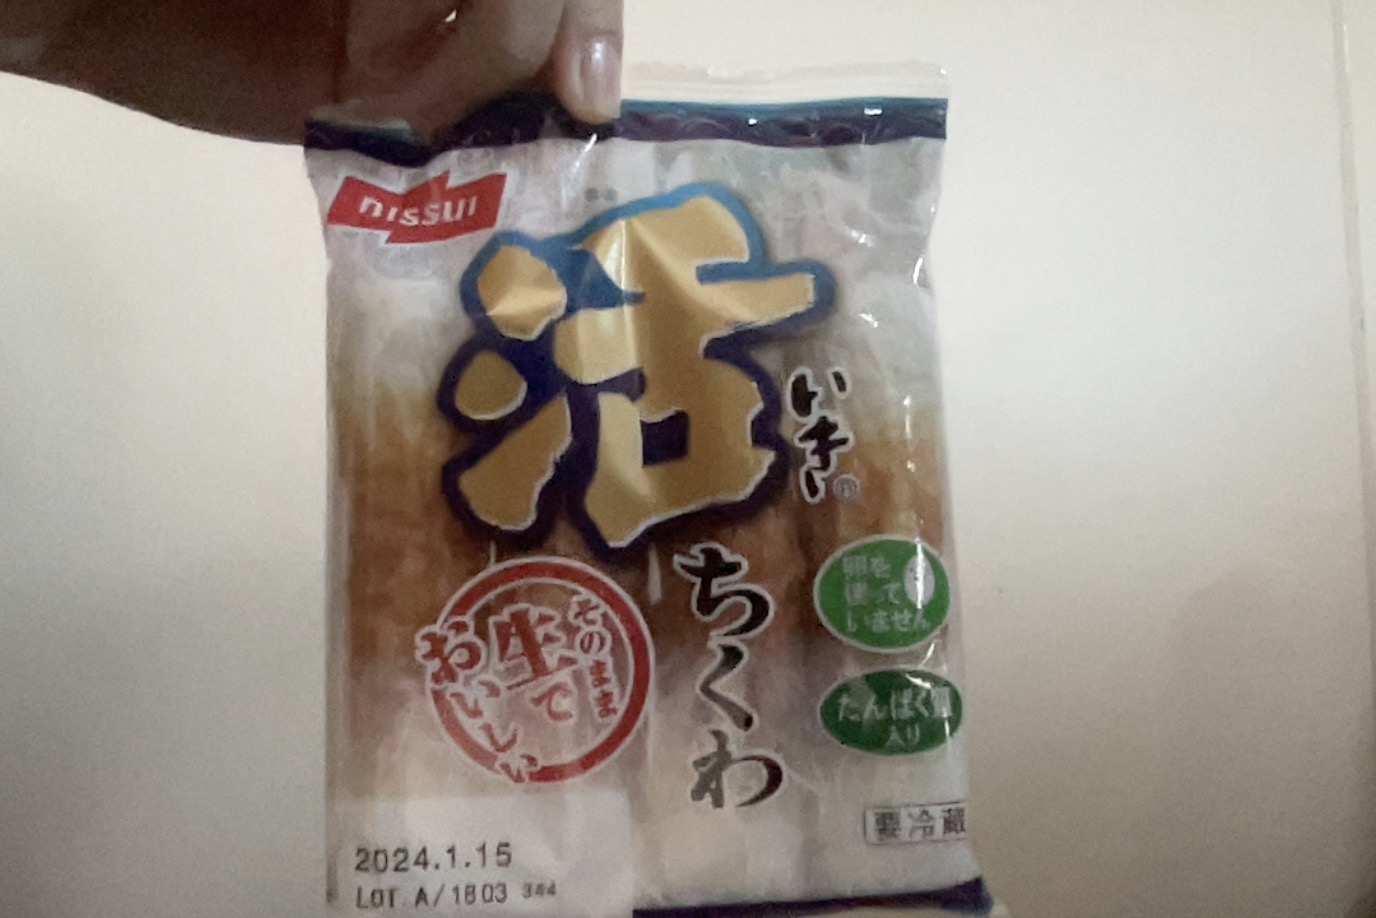 nissui
活
いき
ちくわ
そのまま
生で
おいしい
卵を
使って
いません
たんぱく質
入り
要冷蔵
2024.1.15
LOT A/1803 344